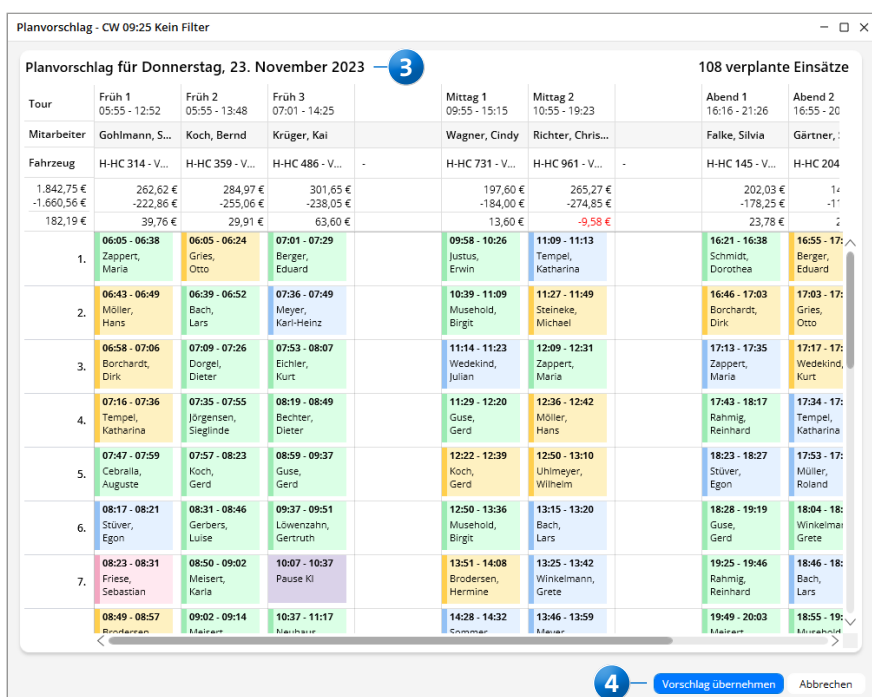 Planvorschlag - CW 09:25 Kein Filter
Planvorschlag für Donnerstag, 23. November 2023 3 108 verplante Einsätze
Tour Früh 1 Früh 2 Früh 3 Mittag 1 Mittag 2 Abend 1 Abend 2
05:55 - 12:52 05:55 - 13:48 07:01 - 14:25 09:55 - 15:15 10:55 - 19:23 16:16 - 21:26 16:55 - 20
Mitarbeiter Gohlmann, S... Koch, Bernd Krüger, Kai Wagner, Cindy Richter, Chris... Falke, Silvia Gärtner,
Fahrzeug H-HC 314 - V... H-HC 359 - V... H-HC 486 - V... - H-HC 731 - V... H-HC 961 - V... - H-HC 145 - V... H-HC 204
1.842,75 € 262,62 € 284,97 € 301,65 € 197,60 € 265,27 € 202,03 €
-1.660,56 € -222,86 € -255,06 € -238,05 € -184,00 € -274,85 € -178,25 €
182,19 € 39,76 € 29,91 € 63,60 € 13,60 € -9,58 € 23,78 €
06:05 - 06:38 06:05 - 06:24 07:01 - 07:29 09:58 - 10:26 11:09 - 11:13 16:21 - 16:38 16:55 - 17:
1. Zappert, Gries, Berger, Justus, Tempel, Schmidt, Berger,
Maria Otto Eduard Erwin Katharina Dorothea Eduard
06:43 - 06:49 06:39 - 06:52 07:36 - 07:49 10:39 - 11:09 11:27 - 11:49 16:46 - 17:03 17:03 - 17:
2. Möller, Bach, Meyer, Musehold, Steineke, Borchardt, Gries,
Hans Lars Karl-Heinz Birgit Michael Dirk Otto
06:58 - 07:06 07:09 - 07:26 07:53 - 08:07 11:14 - 11:23 12:09 - 12:31 17:13 - 17:35 17:17 - 17:
3. Borchardt, Dorgel, Eichler, Wedekind, Zappert, Zappert, Wedekind,
Dirk Dieter Kurt Julian Maria Maria Kurt
07:16 - 07:36 07:35 - 07:55 08:19 - 08:49 11:29 - 12:20 12:36 - 12:42 17:43 - 18:17 17:34 - 17:
4. Tempel, Jörgensen, Bechter, Guse, Möller, Rahmig, Tempel,
Katharina Sieglinde Dieter Gerd Hans Reinhard Katharina
07:47 - 07:59 07:57 - 08:23 08:59 - 09:37 12:22 - 12:39 12:50 - 13:10 18:23 - 18:27 17:53 - 17:
5. Cebralla, Koch, Guse, Koch, Uhlmeyer, Stüver, Müller,
Auguste Gerd Gerd Gerd Wilhelm Egon Roland
08:17 - 08:21 08:31 - 08:46 09:37 - 09:51 12:50 - 13:36 13:15 - 13:20 18:28 - 19:19 18:04 - 18:
6. Stüver, Gerbers, Löwenzahn, Musehold, Bach, Guse, Winkelma
Egon Luise Gertruth Birgit Lars Gerd Grete
08:23 - 08:31 08:50 - 09:02 10:07 - 10:37 13:51 - 14:08 13:25 - 13:42 19:25 - 19:46 18:46 - 18:
7. Friese, Meisert, Pause KI Brodersen, Winkelmann, Rahmig, Bach,
Sebastian Karla Hermine Grete Reinhard Lars
08:49 - 08:57 09:02 - 09:14 10:37 - 11:17 14:28 - 14:32 13:46 - 13:59 19:49 - 20:03 18:55 - 19:
Brodersen Meisert Neuhaus Sommer Meyer Meisert Musehold
4 Vorschlag übernehmen Abbrechen